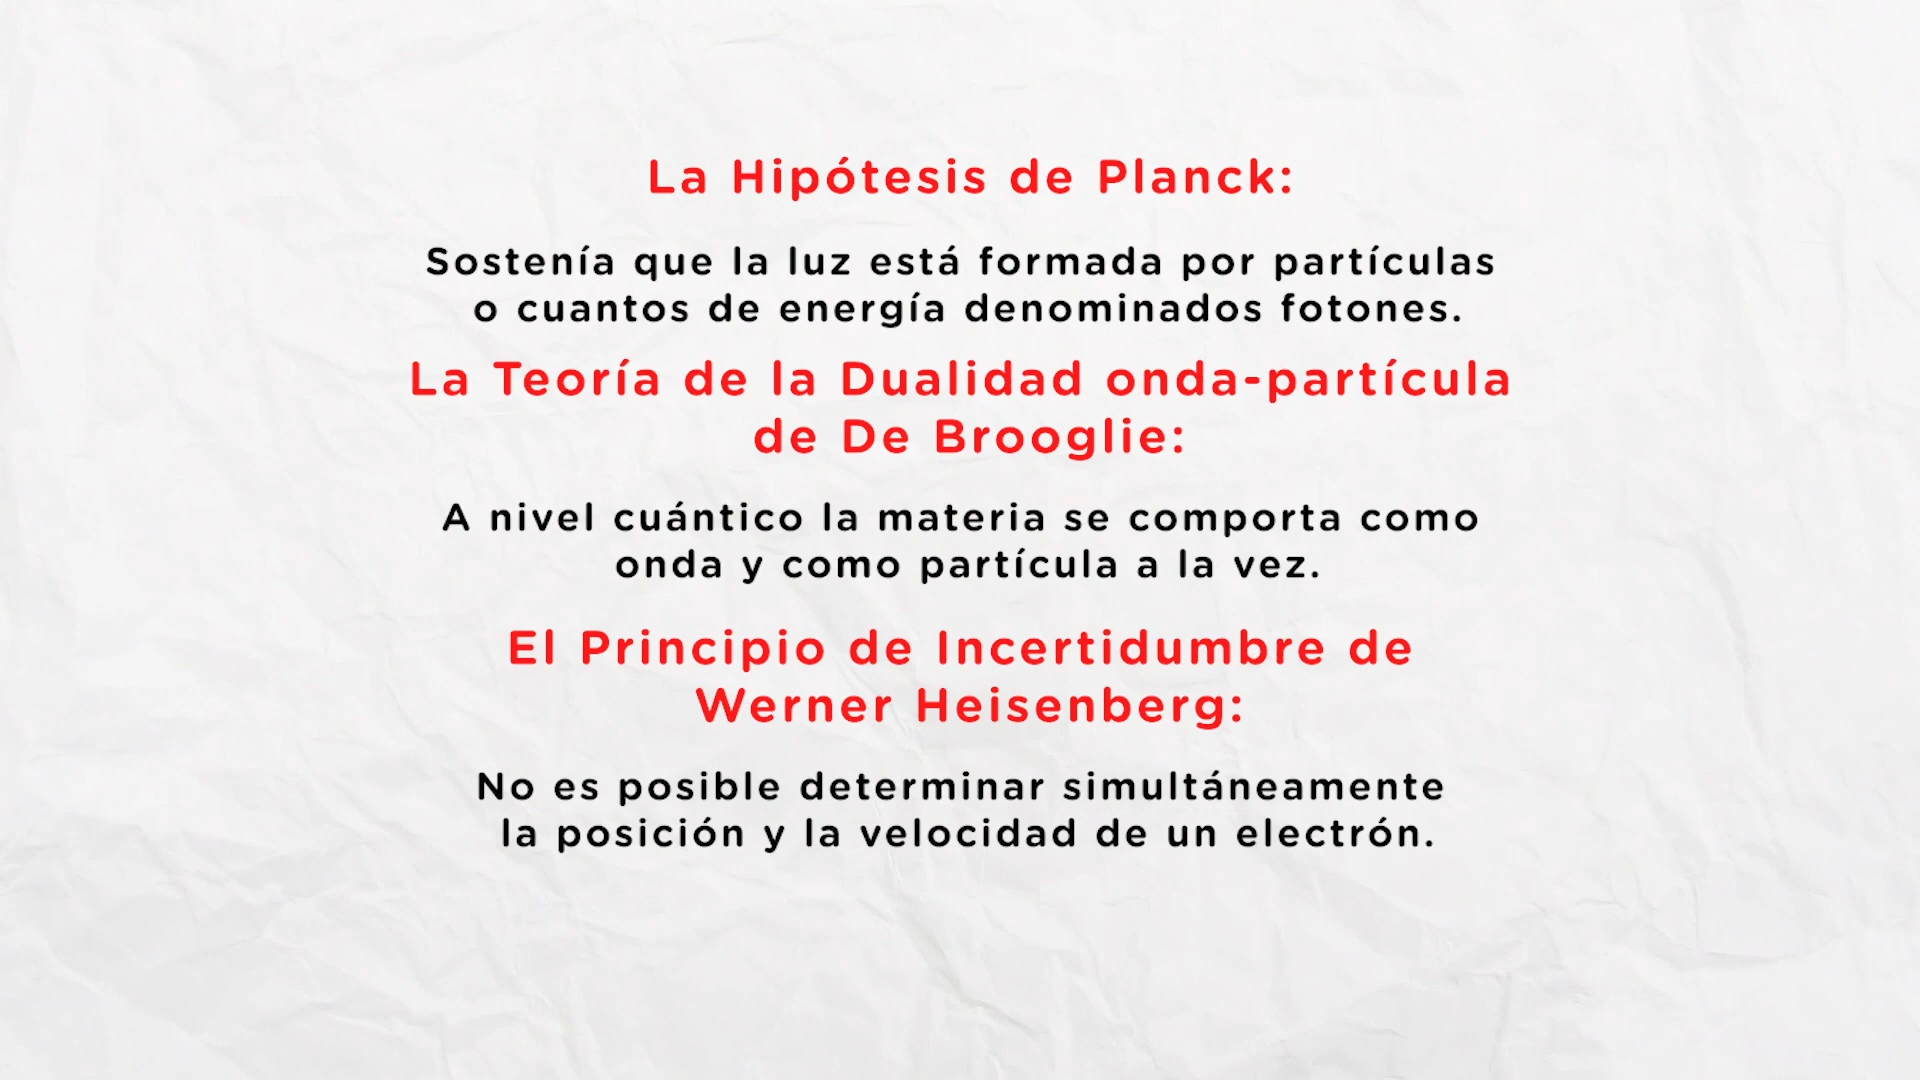 La Hipótesis de Planck:
Sostenía que la luz está formada por partículas
o cuantos de energía denominados fotones.
La Teoría de la Dualidad onda-partícula
de De Brooglie:
A nivel cuántico la materia se comporta como
onda y como partícula a la vez.
El Principio de Incertidumbre de
Werner Heisenberg:
No es posible determinar simultáneamente
la posición y la velocidad de un electrón.